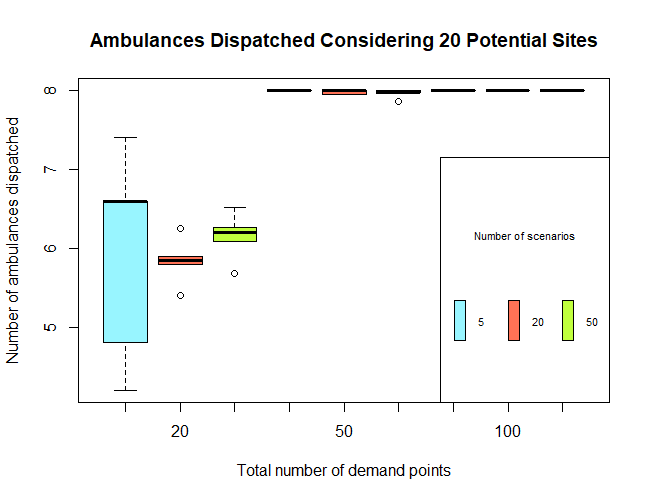 Ambulances Dispatched Considering 20 Potential Sites
Number of ambulances dispatched
8
7
6
5
Number of scenarios
5 20 50
20 50 100
Total number of demand points